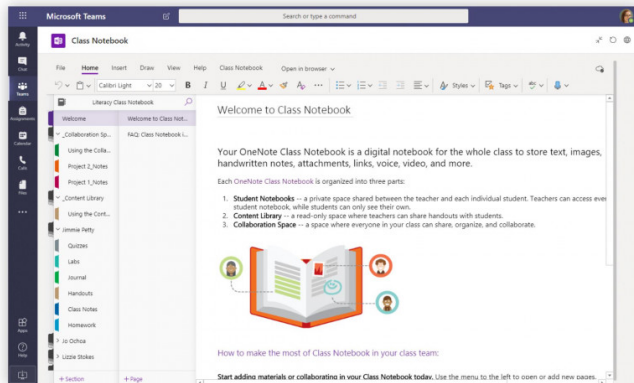 Microsoft Teams
Search or type a command
Activity
Class Notebook
File Home Insert Draw View Help Class Notebook Open in browser
Chat
Calibri Light 20 B I U Styles Tags
Teams
Literacy Class Notebook
Welcome to Class Notebook
Assignments
Welcome
Welcome to Class Not...
_Collaboration Sp...
FAQ: Class Notebook i...
Calendar
Using the Colla...
Your OneNote Class Notebook is a digital notebook for the whole class to store text, images,
handwritten notes, attachments, links, voice, video, and more.
Calls
Project 2_Notes
Project 1_Notes
Each OneNote Class Notebook is organized into three parts:
Files
_Content Library
1. Student Notebooks -- a private space shared between the teacher and each individual student. Teachers can access ever
student notebook, while students can only see their own.
Using the Cont...
2. Content Library -- a read-only space where teachers can share handouts with students.
3. Collaboration Space -- a space where everyone in your class can share, organize, and collaborate.
Jimmie Petty
Quizzes
Labs
Journal
Handouts
Class Notes
Homework
Apps
Jo Ochoa
Help
Lizzie Stokes
How to make the most of Class Notebook in your class team:
+ Section
+ Page
Start adding materials or collaborating in your Class Notebook today. Use the menu to the left to open or add new pages.